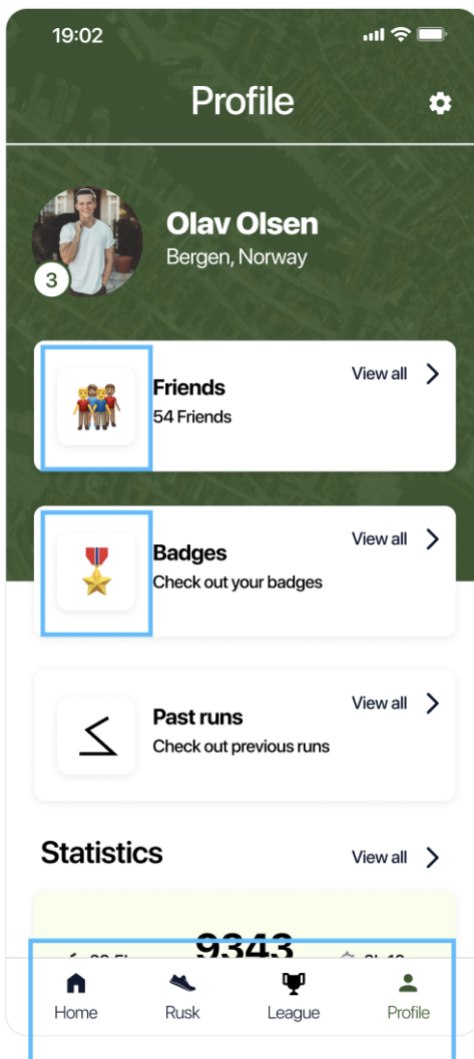 19:02
Profile
Olav Olsen
Bergen, Norway
3
Friends
View all
54 Friends
Badges
View all
Check out your badges
Past runs
View all
Check out previous runs
Statistics
View all
9343
Home
Rusk
League
Profile